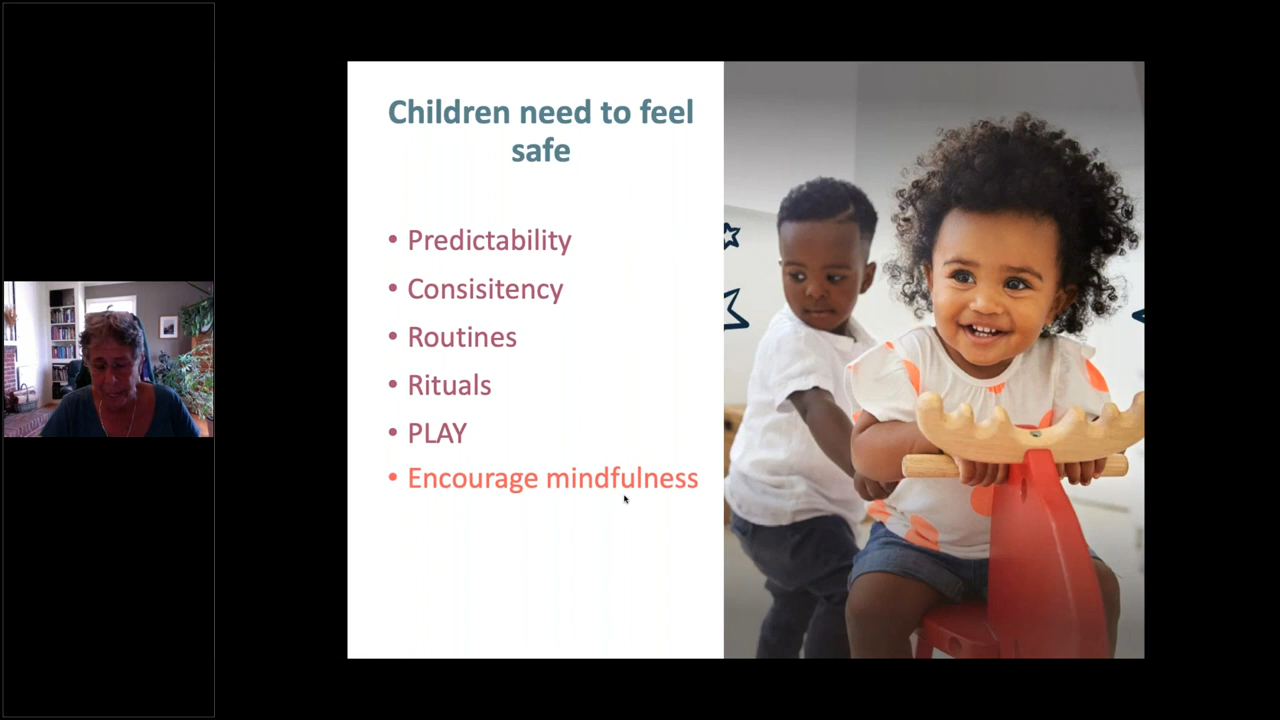 Children need to feel
safe
• Predictability
• Consisitency
• Routines
• Rituals
• PLAY
• Encourage mindfulness